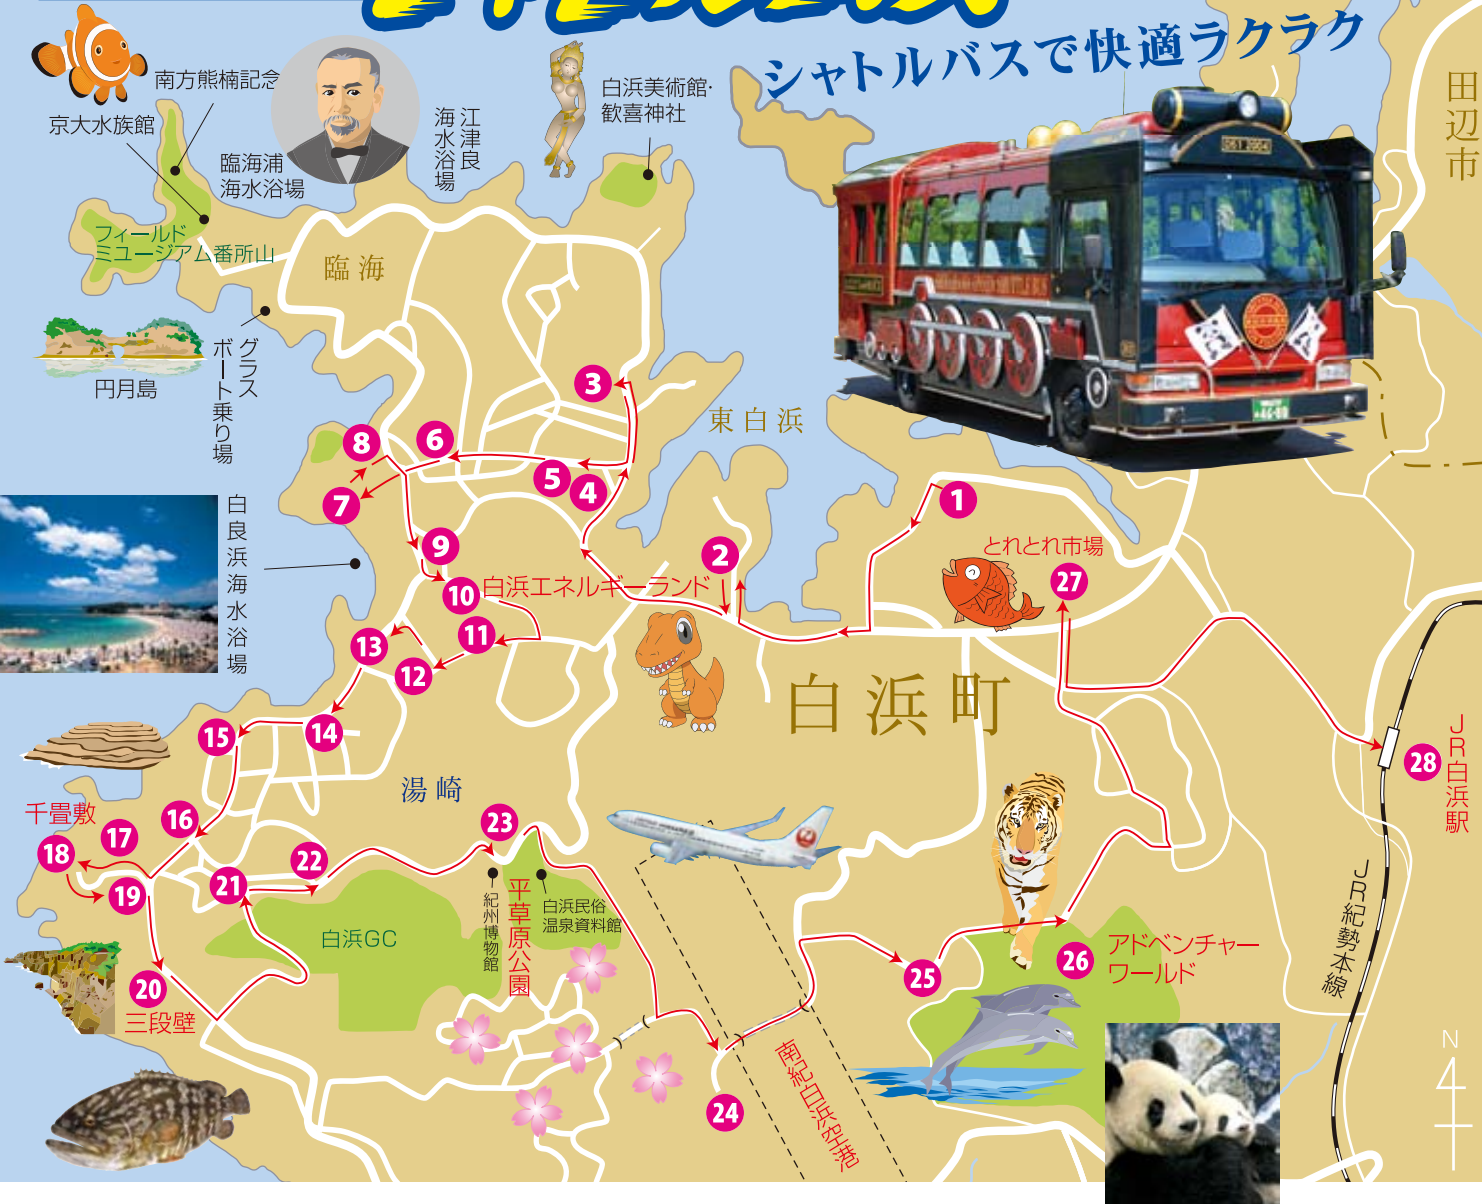 シャトルバスで快適ラクラク
田辺市
南方熊楠記念
京大水族館
臨海浦
海水浴場
江津良
海水浴場
白浜美術館・
歓喜神社
フィールド
ミュージアム番所山
臨海
グラス
ボート乗り場
円月島
東白浜
3
8
6
7
5
4
1
2
9
とれとれ市場
27
白良浜海水浴場
10
白浜エネルギーランド
11
13
12
白浜町
15
14
JR白浜駅
28
湯崎
千畳敷
17
16
18
19
23
22
21
紀州博物館
平草原公園
白浜民俗
温泉資料館
白浜GC
JR紀勢本線
アドベンチャー
ワールド
26
25
20
三段壁
南紀白浜空港
24
N